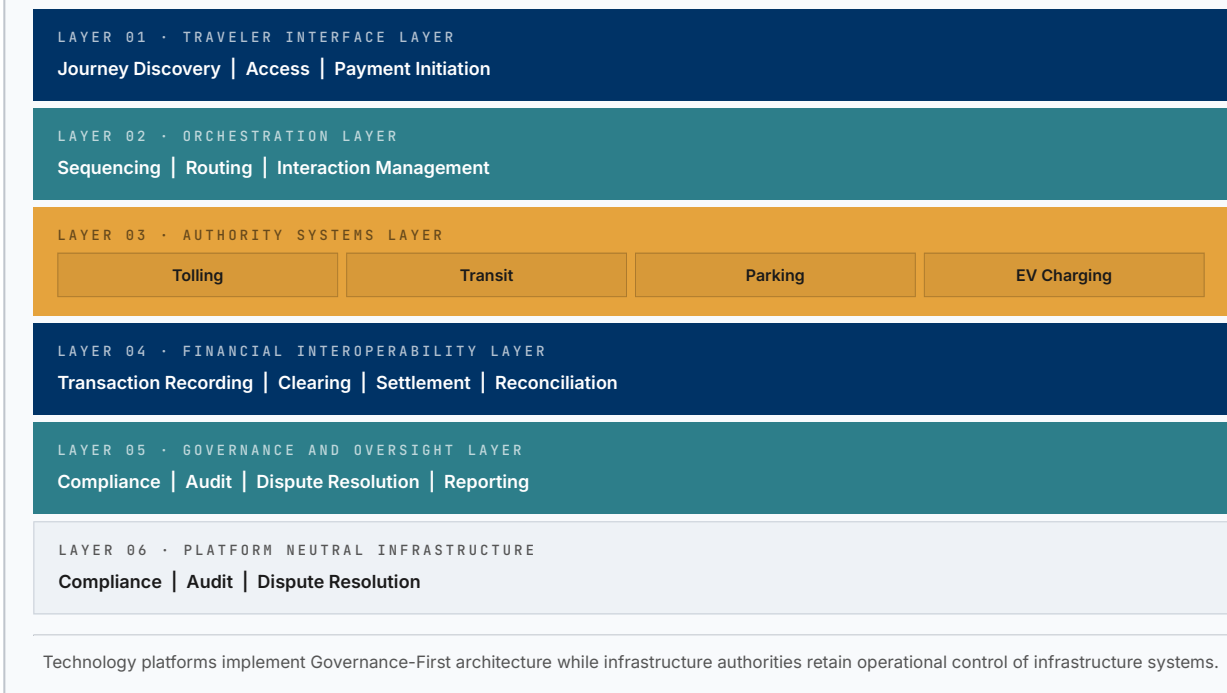 LAYER 01 · TRAVELER INTERFACE LAYER
Journey Discovery | Access | Payment Initiation
LAYER 02 · ORCHESTRATION LAYER
Sequencing | Routing | Interaction Management
LAYER 03 · AUTHORITY SYSTEMS LAYER
Tolling
Transit
Parking
EV Charging
LAYER 04 · FINANCIAL INTEROPERABILITY LAYER
Transaction Recording | Clearing | Settlement | Reconciliation
LAYER 05 · GOVERNANCE AND OVERSIGHT LAYER
Compliance | Audit | Dispute Resolution | Reporting
LAYER 06 · PLATFORM NEUTRAL INFRASTRUCTURE
Compliance | Audit | Dispute Resolution
Technology platforms implement Governance-First architecture while infrastructure authorities retain operational control of infrastructure systems.